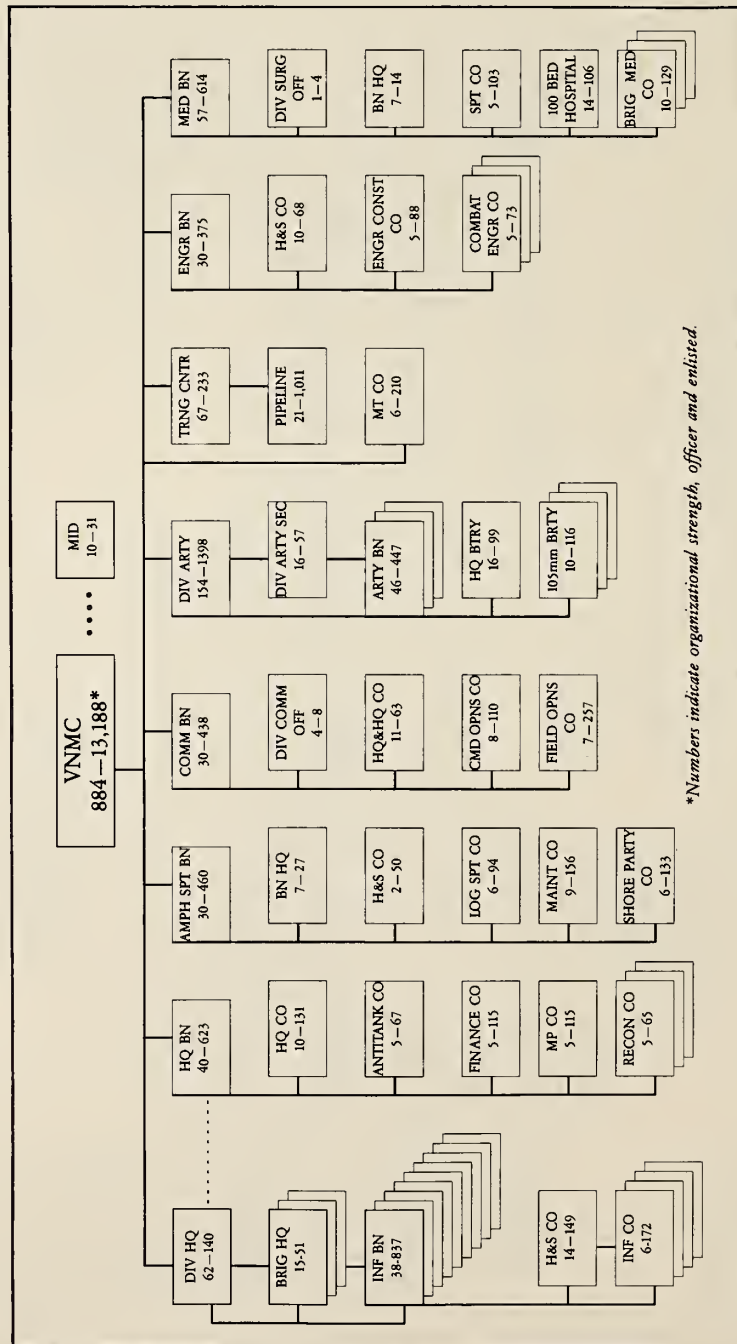 VNMC
884—13,188*
MID
10—31
DIV HQ
62—140
BRIG HQ
15-51
INF BN
38-837
H&S CO
14—149
INF CO
6-172
HQ BN
40—623
HQ CO
10—131
ANTITANK CO
5—67
FINANCE CO
5—115
MP CO
5—115
RECON CO
5—65
AMPH SPT BN
30—460
BN HQ
7—27
H&S CO
2—50
LOG SPT CO
6—94
MAINT CO
9—156
SHORE PARTY
CO
6—133
COMM BN
30—438
DIV COMM
OFF
4—8
HQ&HQ CO
11—63
CMD OPNS CO
8—110
FIELD OPNS
CO
7—257
DIV ARTY
154—1398
DIV ARTY SEC
16—57
ARTY BN
46—447
HQ BTRY
16—99
105mm BRTY
10—116
TRNG CNTR
67—233
PIPELINE
21—1,011
MT CO
6—210
ENGR BN
30—375
H&S CO
10—68
ENGR CONST
CO
5—88
COMBAT
ENGR CO
5—73
MED BN
57—614
DIV SURG
OFF
1—4
BN HQ
7—14
SPT CO
5—103
100 BED
HOSPITAL
14—106
BRIG MED
CO
10—129
*Numbers indicate organizational strength, officer and enlisted.